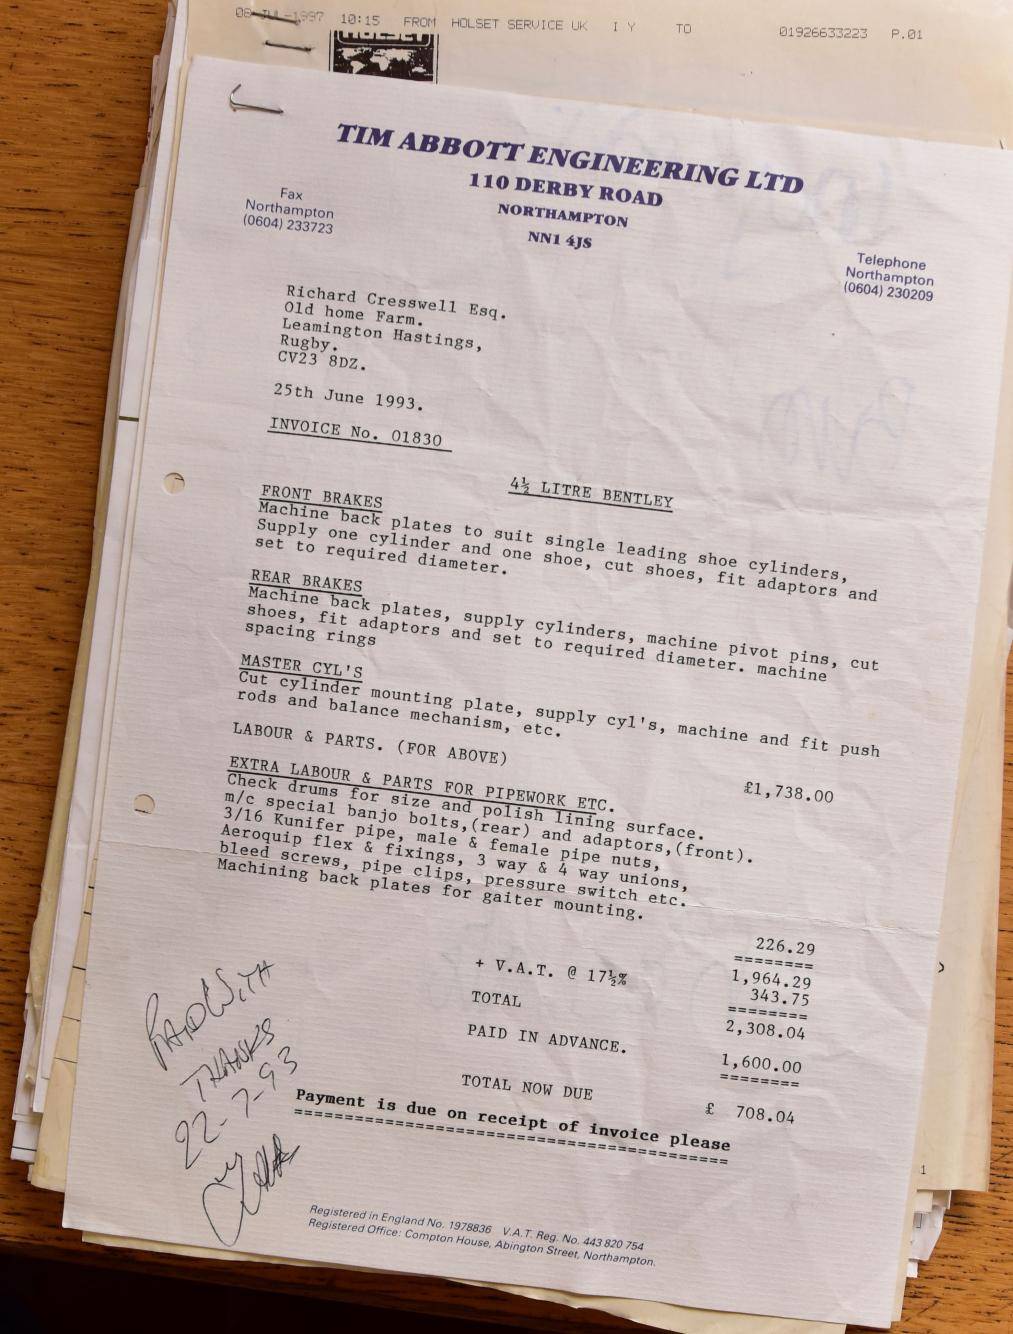 08-JUL-1997 10:15 FROM HOLSET SERVICE UK I Y TO 01926633223 P.01
HOLSET
TIM ABBOTT ENGINEERING LTD
110 DERBY ROAD
NORTHAMPTON
NN1 4JS
Fax
Northampton
(0604) 233723
Telephone
Northampton
(0604) 230209
Richard Cresswell Esq.
Old home Farm.
Leamington Hastings,
Rugby.
CV23 8DZ.
25th June 1993.
INVOICE No. 01830
4½ LITRE BENTLEY
FRONT BRAKES
Machine back plates to suit single leading shoe cylinders,
Supply one cylinder and one shoe, cut shoes, fit adaptors and
set to required diameter.
REAR BRAKES
Machine back plates, supply cylinders, machine pivot pins, cut
shoes, fit adaptors and set to required diameter. machine
spacing rings
MASTER CYL'S
Cut cylinder mounting plate, supply cyl's, machine and fit push
rods and balance mechanism, etc.
LABOUR & PARTS. (FOR ABOVE) £1,738.00
EXTRA LABOUR & PARTS FOR PIPEWORK ETC.
Check drums for size and polish lining surface.
m/c special banjo bolts,(rear) and adaptors,(front).
3/16 Kunifer pipe, male & female pipe nuts,
Aeroquip flex & fixings, 3 way & 4 way unions,
bleed screws, pipe clips, pressure switch etc.
Machining back plates for gaiter mounting.
226.29
========
1,964.29
+ V.A.T. @ 17½% 343.75
========
TOTAL 2,308.04
PAID IN ADVANCE. 1,600.00
========
TOTAL NOW DUE £ 708.04
Payment is due on receipt of invoice please
PAID WITH
THANKS
22-7-93
Registered in England No. 1978836 V.A.T. Reg. No. 443 820 754
Registered Office: Compton House, Abington Street, Northampton.
1